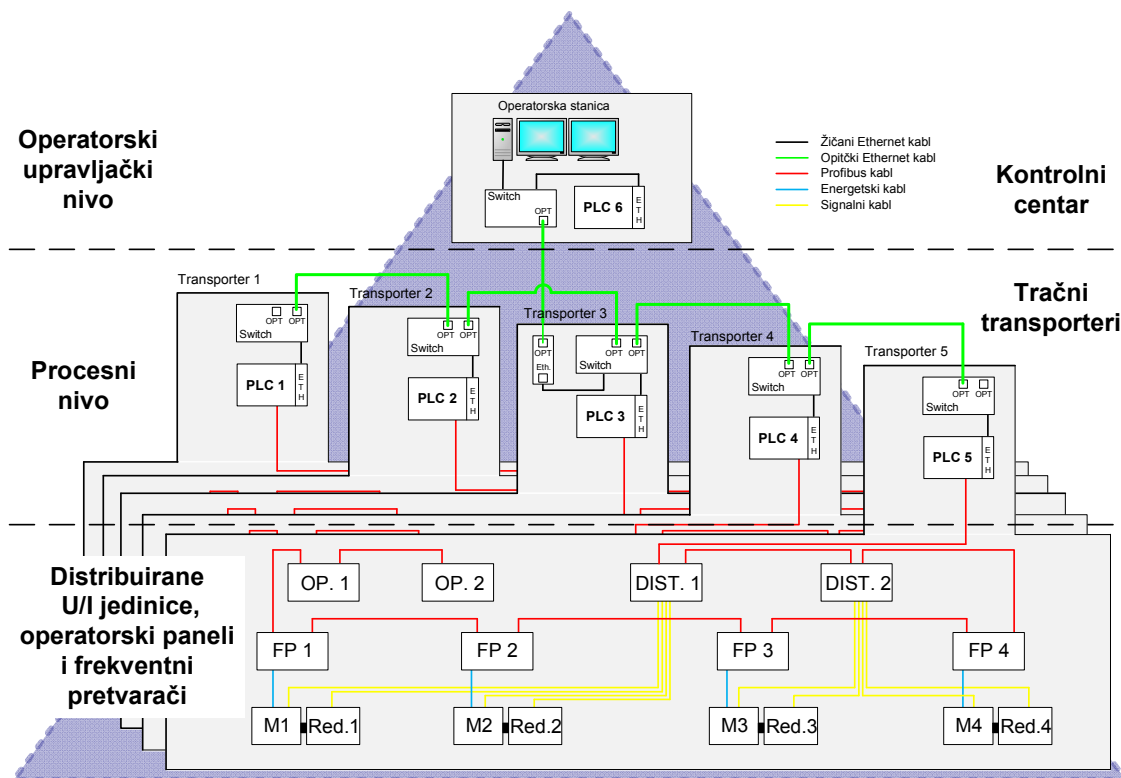 Operatorska stanica
Switch
OPT
PLC 6
E
T
H
Operatorski
upravljački
nivo
Žičani Ethernet kabl
Opitčki Ethernet kabl
Profibus kabl
Energetski kabl
Signalni kabl
Kontrolni
centar
Transporter 1
OPT OPT
Switch
PLC 1
E
T
H
Transporter 2
OPT OPT
Switch
PLC 2
E
T
H
Transporter 3
OPT
Eth.
OPT OPT
Switch
PLC 3
E
T
H
Transporter 4
OPT OPT
Switch
PLC 4
E
T
H
Transporter 5
OPT OPT
Switch
PLC 5
E
T
H
Procesni
nivo
Tračni
transporteri
Distribuirane
U/I jedinice,
operatorski paneli
i frekventni
pretvarači
OP. 1
OP. 2
DIST. 1
DIST. 2
FP 1
FP 2
FP 3
FP 4
M1
Red.1
M2
Red.2
M3
Red.3
M4
Red.4